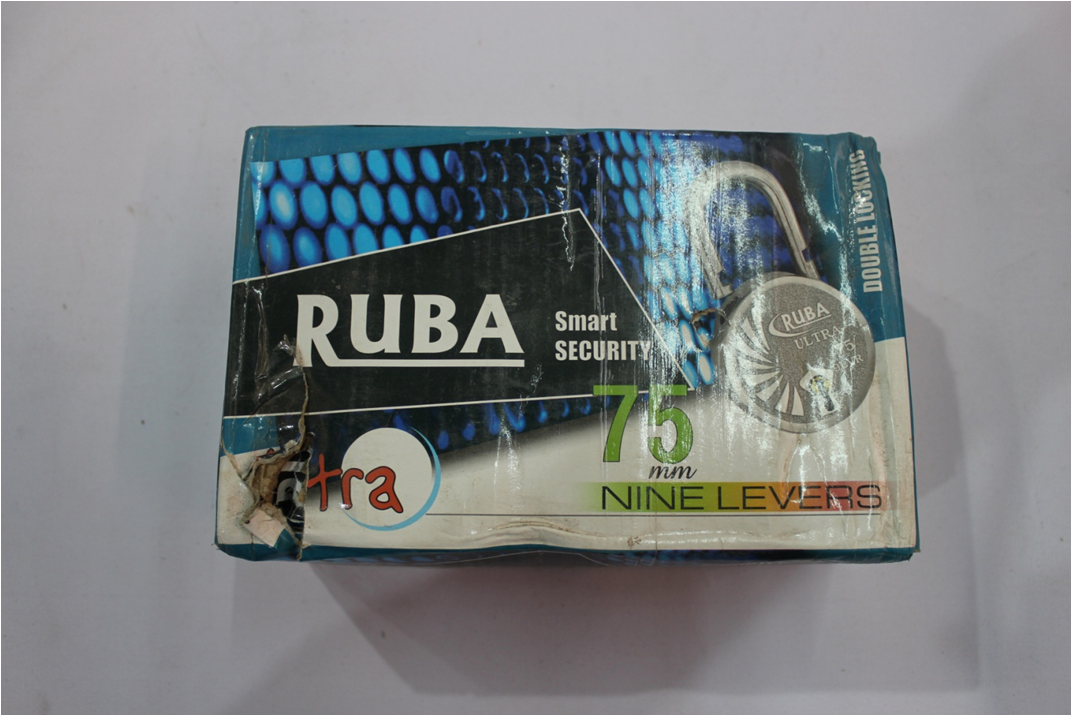 DOUBLE LOCKING
RUBA
Smart
SECURITY
RUBA
ULTRA
75
mm
tra
NINE LEVERS